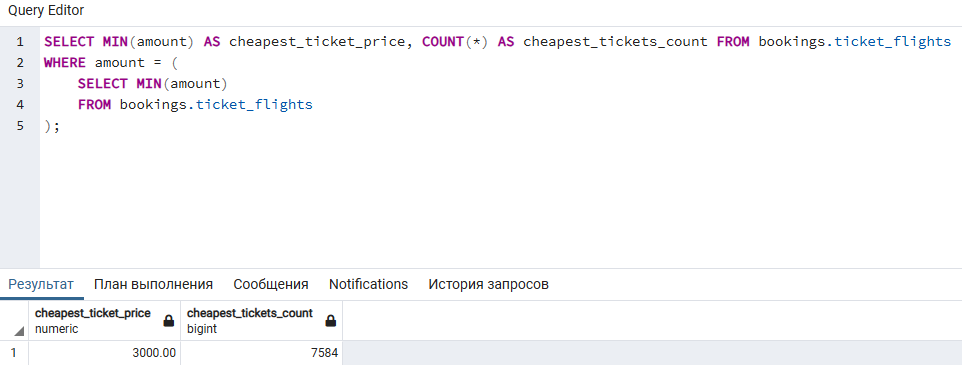 Query Editor
1 SELECT MIN(amount) AS cheapest_ticket_price, COUNT(*) AS cheapest_tickets_count FROM bookings.ticket_flights
2 WHERE amount = (
3 SELECT MIN(amount)
4 FROM bookings.ticket_flights
5 );
Результат План выполнения Сообщения Notifications История запросов
cheapest_ticket_price cheapest_tickets_count
numeric bigint
1 3000.00 7584